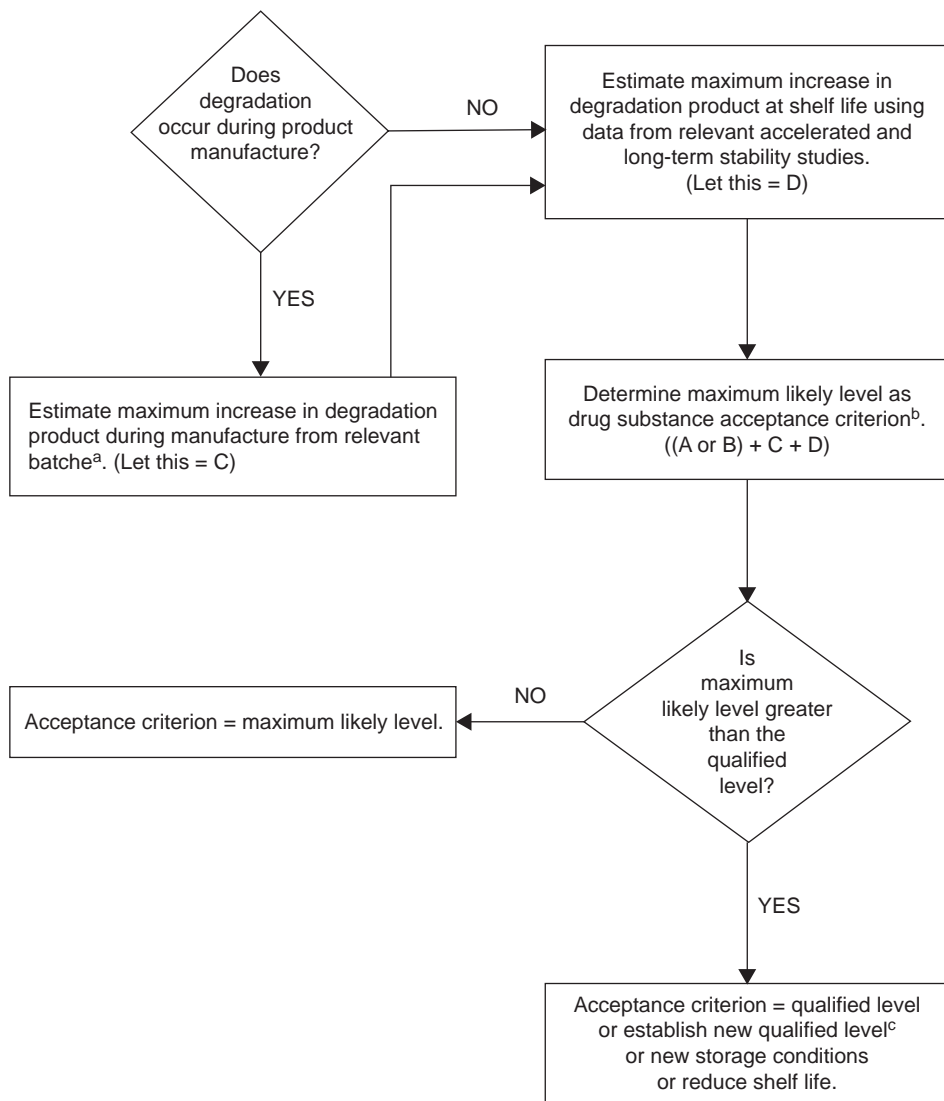 Does
degradation
occur during product
manufacture?
NO
Estimate maximum increase in
degradation product at shelf life using
data from relevant accelerated and
long-term stability studies.
(Let this = D)
YES
Estimate maximum increase in degradation
product during manufacture from relevant
batcheᵃ. (Let this = C)
Determine maximum likely level as
drug substance acceptance criterionᵇ.
((A or B) + C + D)
Is
maximum
likely level greater
than the
qualified
level?
NO
Acceptance criterion = maximum likely level.
YES
Acceptance criterion = qualified level
or establish new qualified levelᶜ
or new storage conditions
or reduce shelf life.